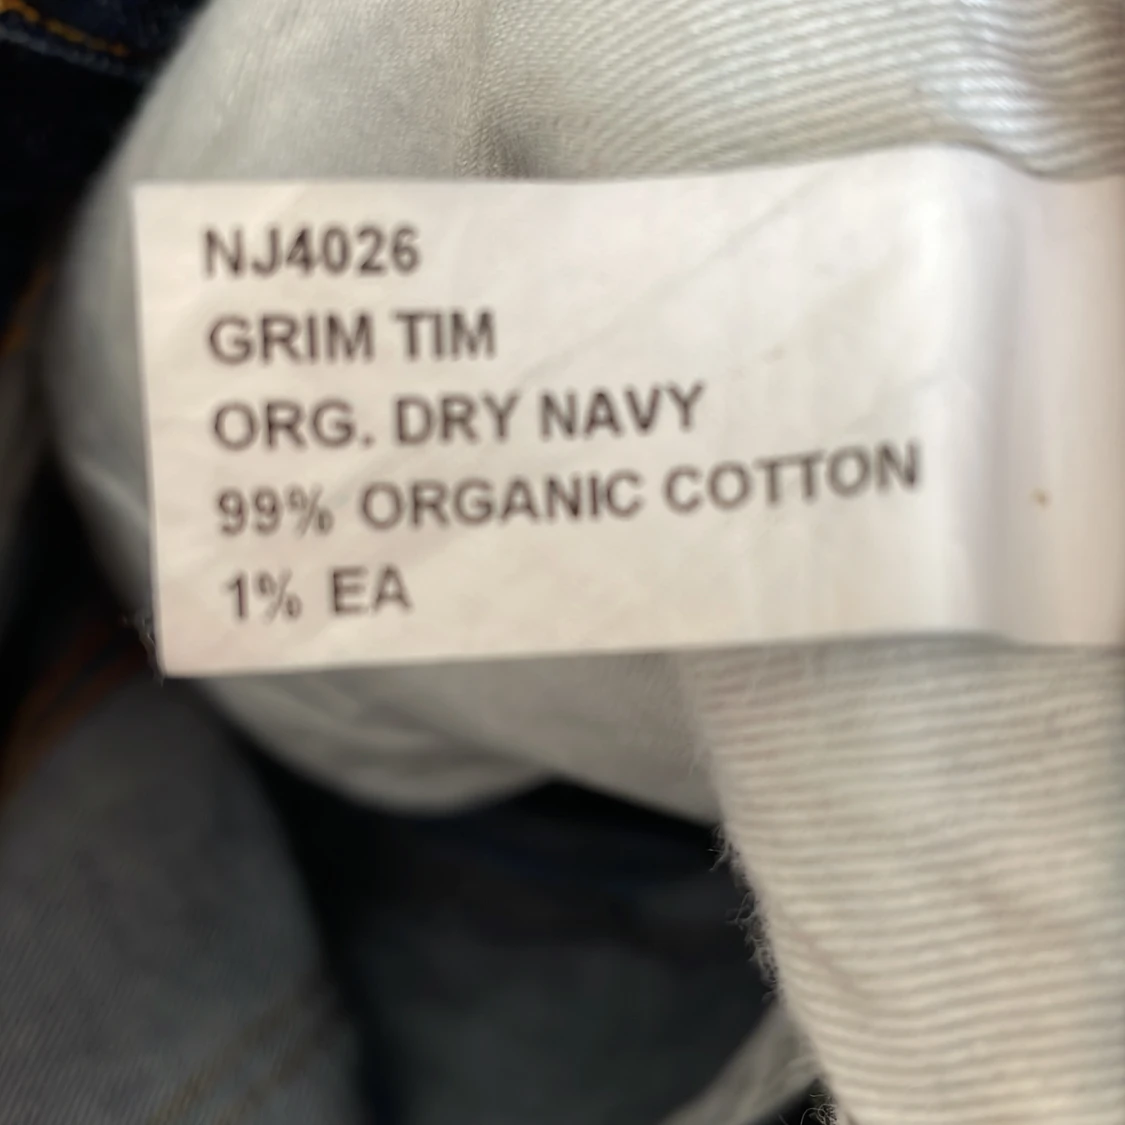 NJ4026
GRIM TIM
ORG. DRY NAVY
99% ORGANIC COTTON
1% EA